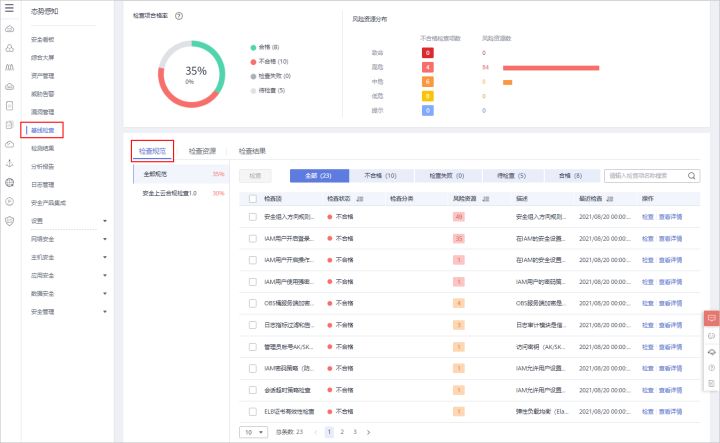 态势感知
安全看板
综合大屏
资产管理
威胁告警
漏洞管理
基线检查
检测结果
分析报告
日志管理
安全产品集成
设置
网络安全
主机安全
应用安全
数据安全
安全管理
检查项合格率 ?
35%
0%
合格 (8)
不合格 (10)
检查失败 (0)
待检查 (5)
风险资源分布
不合格检查项数 风险资源数
致命 0 0
高危 4 94
中危 6
低危 0 0
提示 0 0
检查规范 检查资源 检查结果
全部规范 35%
安全上云合规检查1.0 30%
检查 全部 (23) 不合格 (10) 检查失败 (0) 待检查 (5) 合格 (8) 请输入检查项名称搜索
检查项 检查状态 检查分类 风险资源 描述 最近检查 操作
安全组入方向规则... 不合格 49 安全组入方向规则... 2021/08/20 00:00... 检查 查看详情
IAM用户开启登录... 不合格 35 在IAM的安全设置... 2021/08/20 00:00... 检查 查看详情
IAM用户开启操作... 不合格 1 在IAM的安全设置... 2021/08/20 00:00... 检查 查看详情
IAM用户使用强密... 不合格 1 IAM用户的密码策... 2021/08/20 00:00... 检查 查看详情
OBS桶服务端加密... 不合格 4 OBS服务端加密是... 2021/08/20 00:00... 检查 查看详情
日志指标过滤和告... 不合格 3 日志审计模块是信... 2021/08/20 00:00... 检查 查看详情
管理员帐号AK/SK... 不合格 1 访问密钥（AK/SK... 2021/08/20 00:00... 检查 查看详情
IAM密码策略（防... 不合格 1 IAM允许用户设置... 2021/08/20 00:00... 检查 查看详情
会话超时策略检查 不合格 1 IAM允许用户设置... 2021/08/20 00:00... 检查 查看详情
ELB证书有效性检查 不合格 1 弹性负载均衡（Ela... 2021/08/20 00:00... 检查 查看详情
10 总条数: 23 < 1 2 3 >